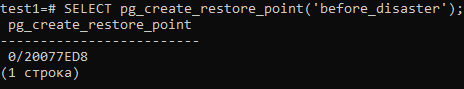 test1=# SELECT pg_create_restore_point('before_disaster');
 pg_create_restore_point
-------------------------
 0/20077ED8
(1 строка)